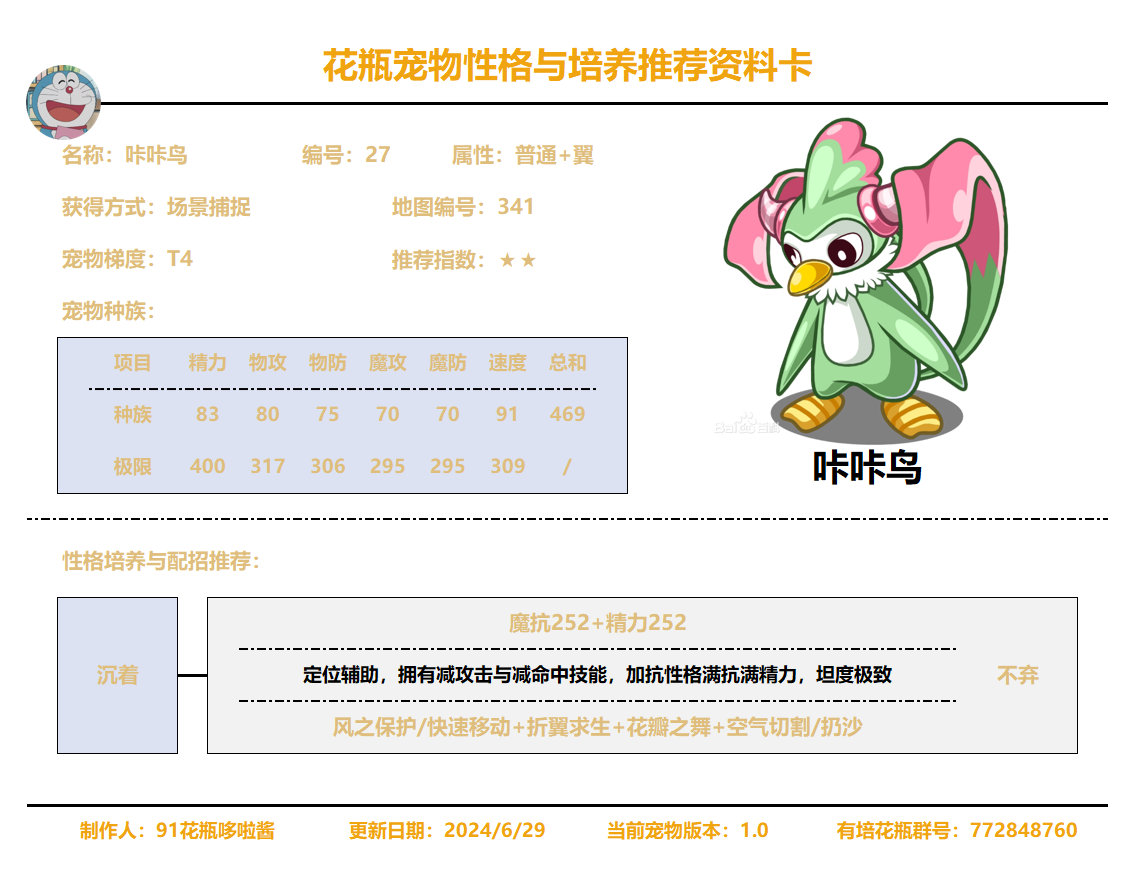 花瓶宠物性格与培养推荐资料卡
名称：咔咔鸟 编号：27 属性：普通+翼
获得方式：场景捕捉 地图编号：341
宠物梯度：T4 推荐指数：★★
宠物种族：
项目 精力 物攻 物防 魔攻 魔防 速度 总和
种族 83 80 75 70 70 91 469
极限 400 317 306 295 295 309 /
Bai百科
咔咔鸟
性格培养与配招推荐：
沉着
魔抗252+精力252
定位辅助，拥有减攻击与减命中技能，加抗性格满抗满精力，坦度极致
不弃
风之保护/快速移动+折翼求生+花瓣之舞+空气切割/扔沙
制作人：91花瓶哆啦酱 更新日期：2024/6/29 当前宠物版本：1.0 有培花瓶群号：772848760